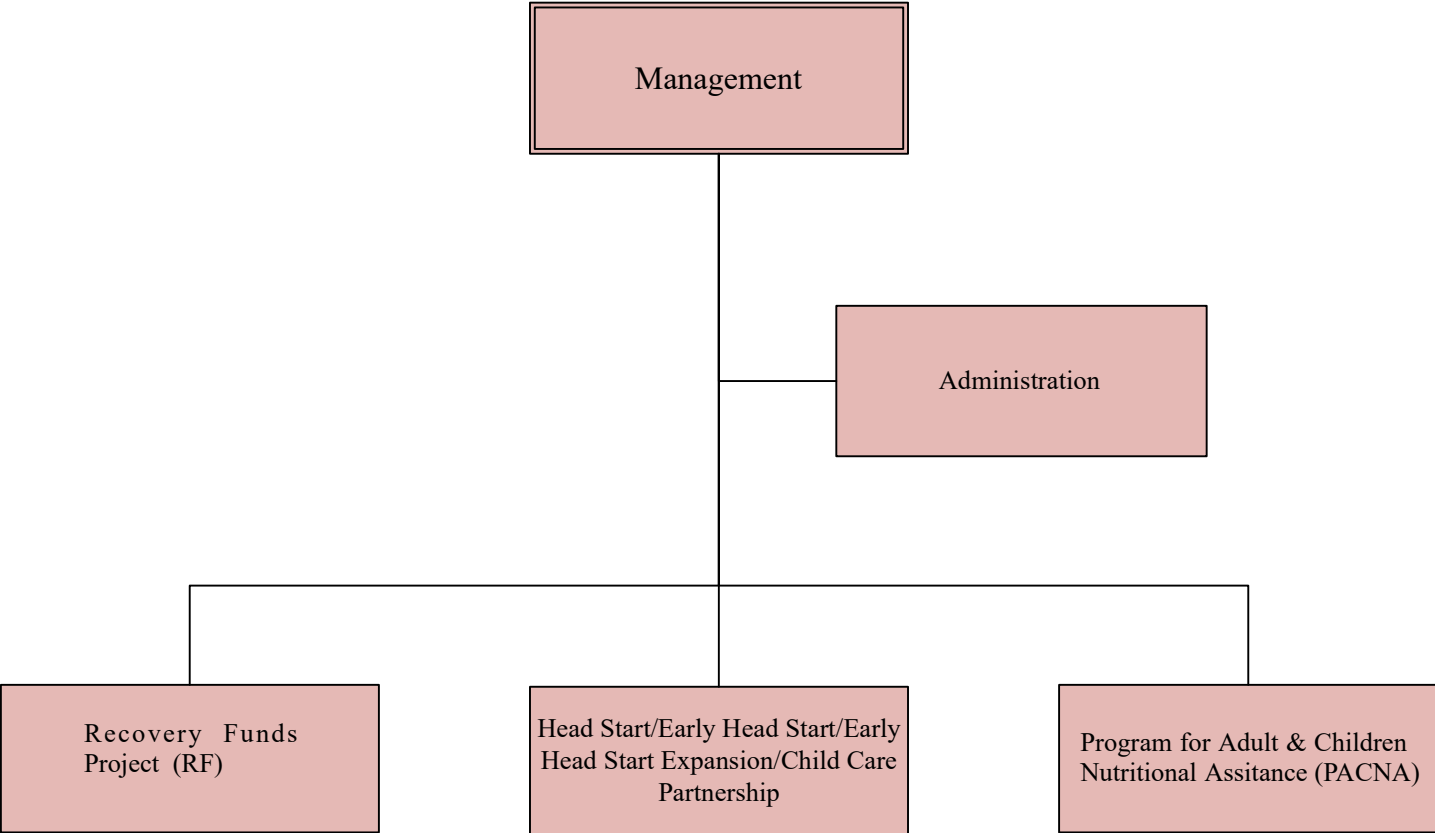 Management
Administration
Recovery Funds
Project (RF)
Head Start/Early Head Start/Early
Head Start Expansion/Child Care
Partnership
Program for Adult & Children
Nutritional Assitance (PACNA)